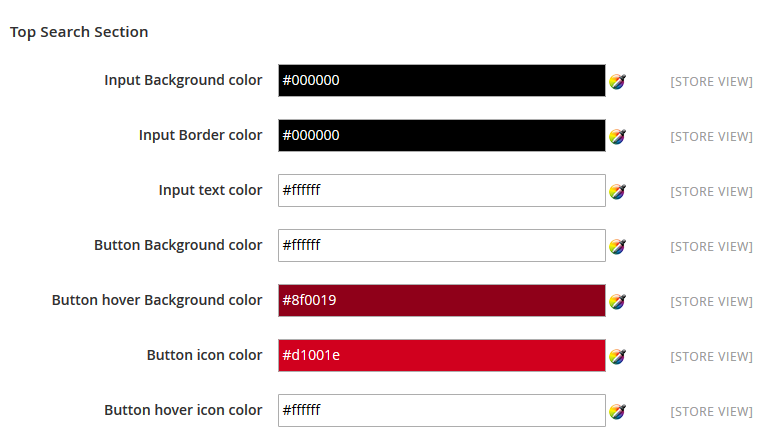 Top Search Section
Input Background color #000000 [STORE VIEW]
Input Border color #000000 [STORE VIEW]
Input text color #ffffff [STORE VIEW]
Button Background color #ffffff [STORE VIEW]
Button hover Background color #8f0019 [STORE VIEW]
Button icon color #d1001e [STORE VIEW]
Button hover icon color #ffffff [STORE VIEW]